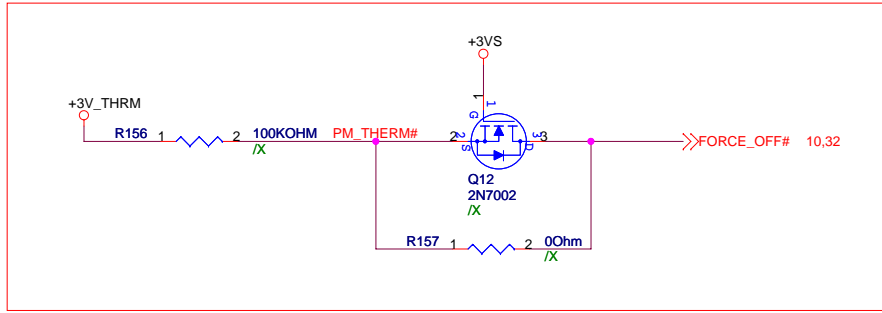 +3VS
+3V_THRM
1
1
G
R156 1 2 100KOHM PM_THERM# 2 2 3 3 FORCE_OFF# 10,32
/X
S D
Q12
2N7002
/X
R157 1 2 0Ohm
/X